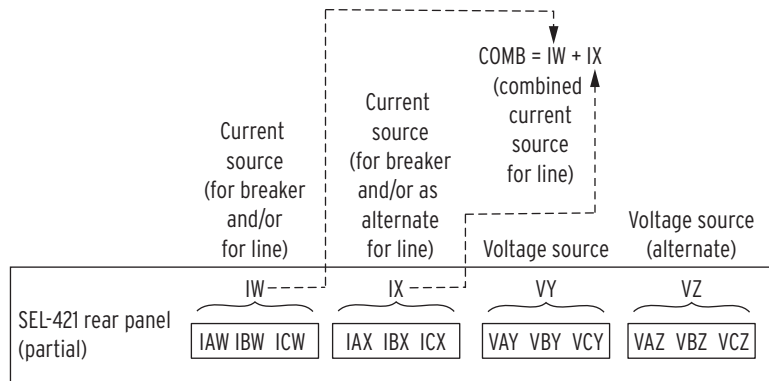 COMB = IW + IX
(combined
current
source
for line)
Current
source
(for breaker
and/or
for line)
Current
source
(for breaker
and/or as
alternate
for line)
Voltage source
Voltage source
(alternate)
IW
IX
VY
VZ
SEL-421 rear panel
(partial)
IAW IBW ICW
IAX IBX ICX
VAY VBY VCY
VAZ VBZ VCZ